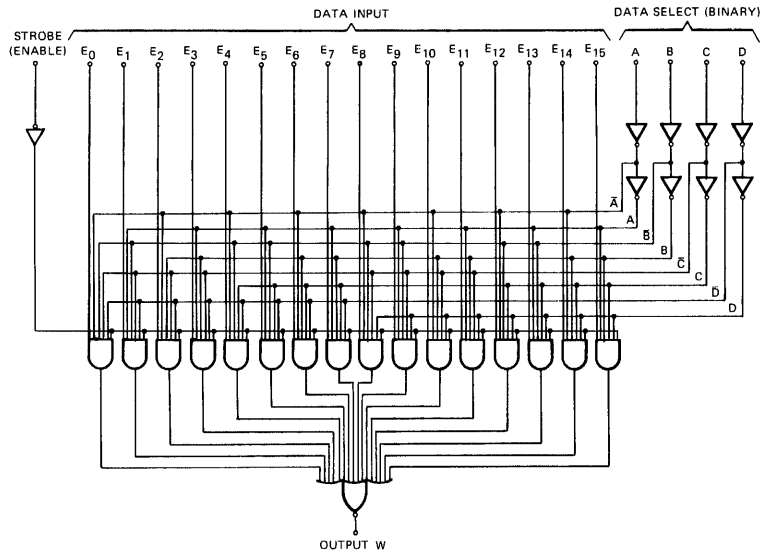 DATA INPUT
DATA SELECT (BINARY)
STROBE
(ENABLE)
E0 E1 E2 E3 E4 E5 E6 E7 E8 E9 E10 E11 E12 E13 E14 E15 A B C D
Ā
A
B̄
B
C̄
C
D̄
D
OUTPUT W